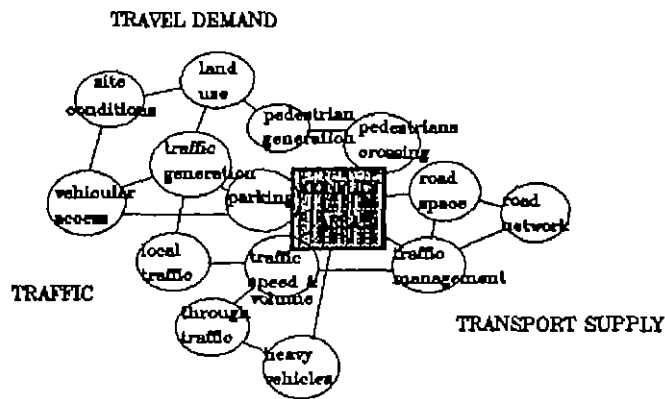 TRAVEL DEMAND
site
conditions
land
use
pedestrian
generation
pedestrians
crossing
traffic
generation
vehicular
access
parking
road
space
road
network
local
traffic
traffic
speed &
volume
traffic
management
TRAFFIC
through
traffic
heavy
vehicles
TRANSPORT SUPPLY